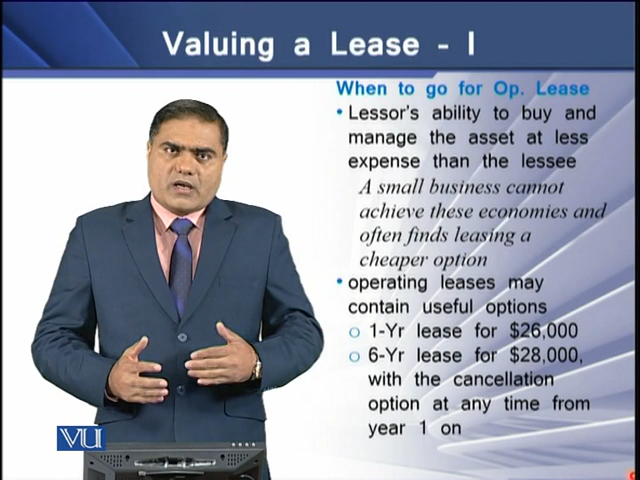 Valuing a Lease - I
When to go for Op. Lease
• Lessor's ability to buy and
manage the asset at less
expense than the lessee
A small business cannot
achieve these economies and
often finds leasing a
cheaper option
• operating leases may
contain useful options
o 1-Yr lease for $26,000
o 6-Yr lease for $28,000,
with the cancellation
option at any time from
year 1 on
VU